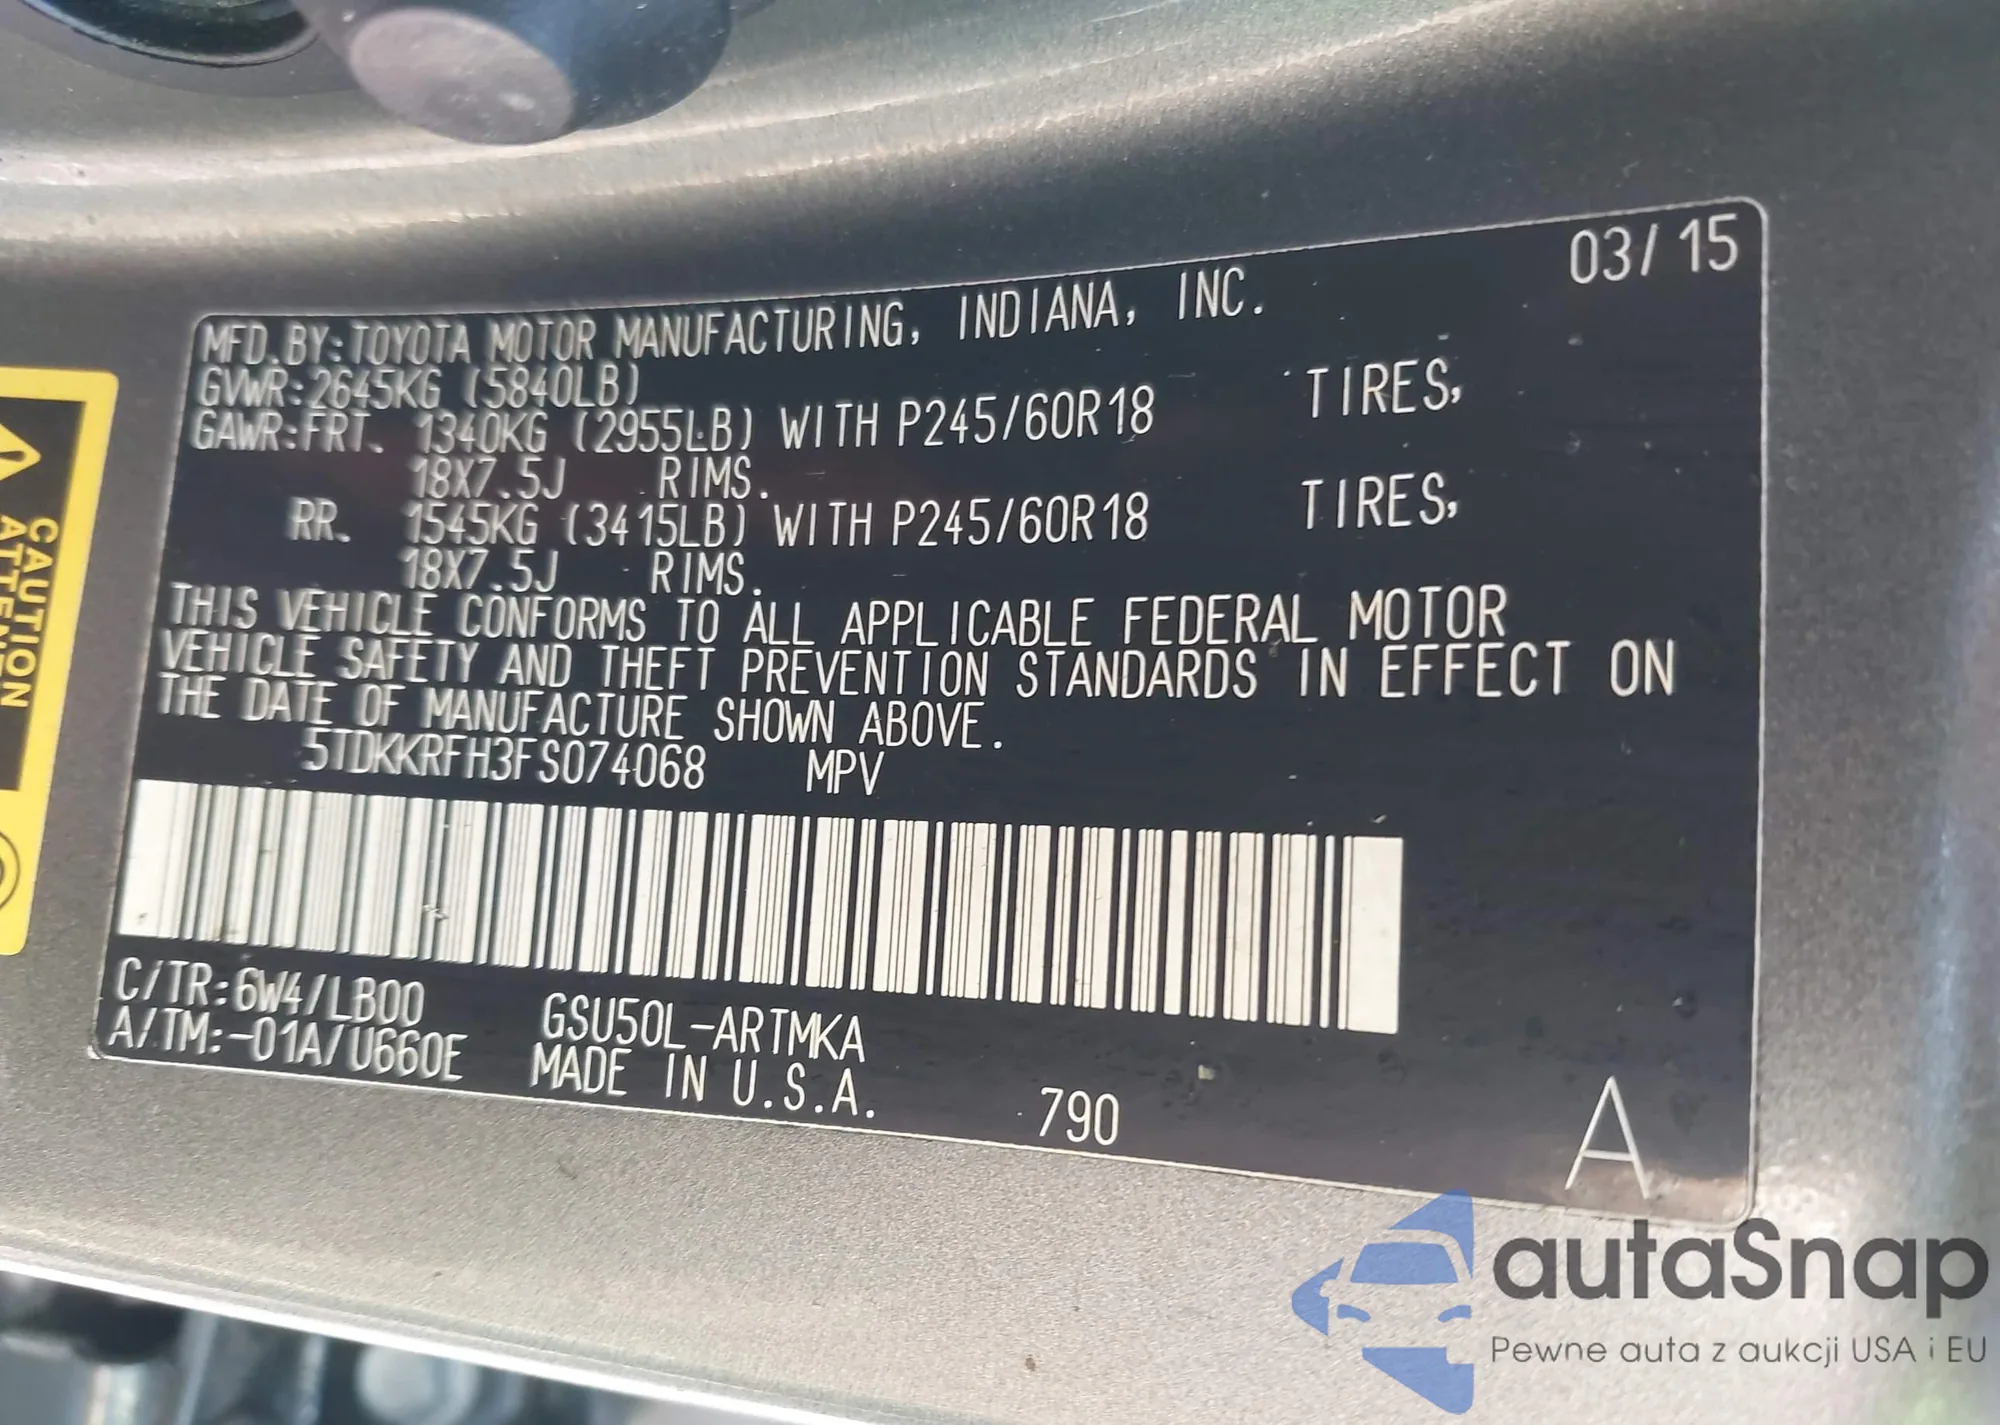 03/15
MFD.BY:TOYOTA MOTOR MANUFACTURING, INDIANA, INC.
GVWR:2645KG (5840LB)
GAWR:FRT. 1340KG (2955LB) WITH P245/60R18 TIRES,
18X7.5J RIMS.
RR. 1545KG (3415LB) WITH P245/60R18 TIRES,
18X7.5J RIMS.
THIS VEHICLE CONFORMS TO ALL APPLICABLE FEDERAL MOTOR
VEHICLE SAFETY AND THEFT PREVENTION STANDARDS IN EFFECT ON
THE DATE OF MANUFACTURE SHOWN ABOVE.
5TDKKRFH3FS074068 MPV
C/TR:6W4/LB00 GSU50L-ARTMKA
A/TM:-01A/U660E MADE IN U.S.A. 790
A
CAUTION
autaSnap
Pewne auta z aukcji USA i EU